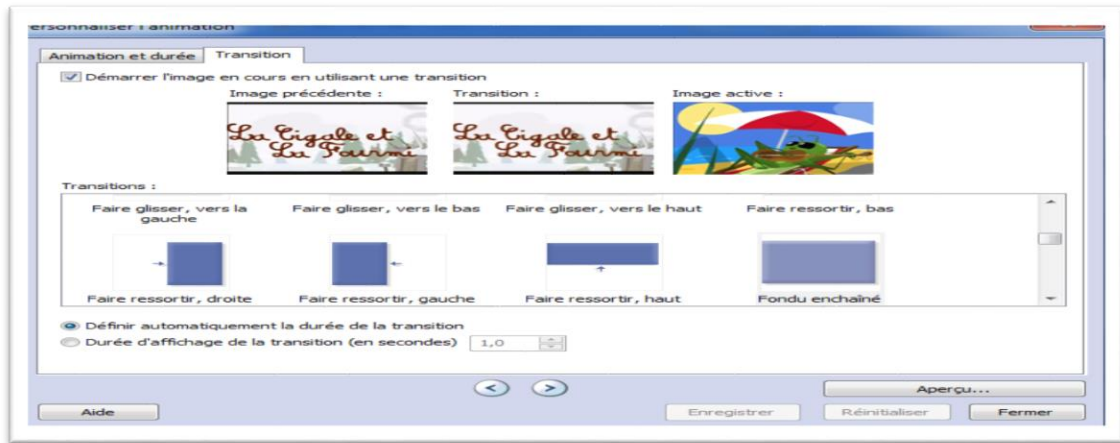 ersonnaliser l'animation
Animation et durée Transition
Démarrer l'image en cours en utilisant une transition
Image précédente : Transition : Image active :
La Cigale et La Cigale et
La Fourmi La Fourmi
Transitions :
Faire glisser, vers la gauche Faire glisser, vers le bas Faire glisser, vers le haut Faire ressortir, bas
Faire ressortir, droite Faire ressortir, gauche Faire ressortir, haut Fondu enchaîné
Définir automatiquement la durée de la transition
Durée d'affichage de la transition (en secondes) 1,0
Aperçu...
Aide Enregistrer Réinitialiser Fermer